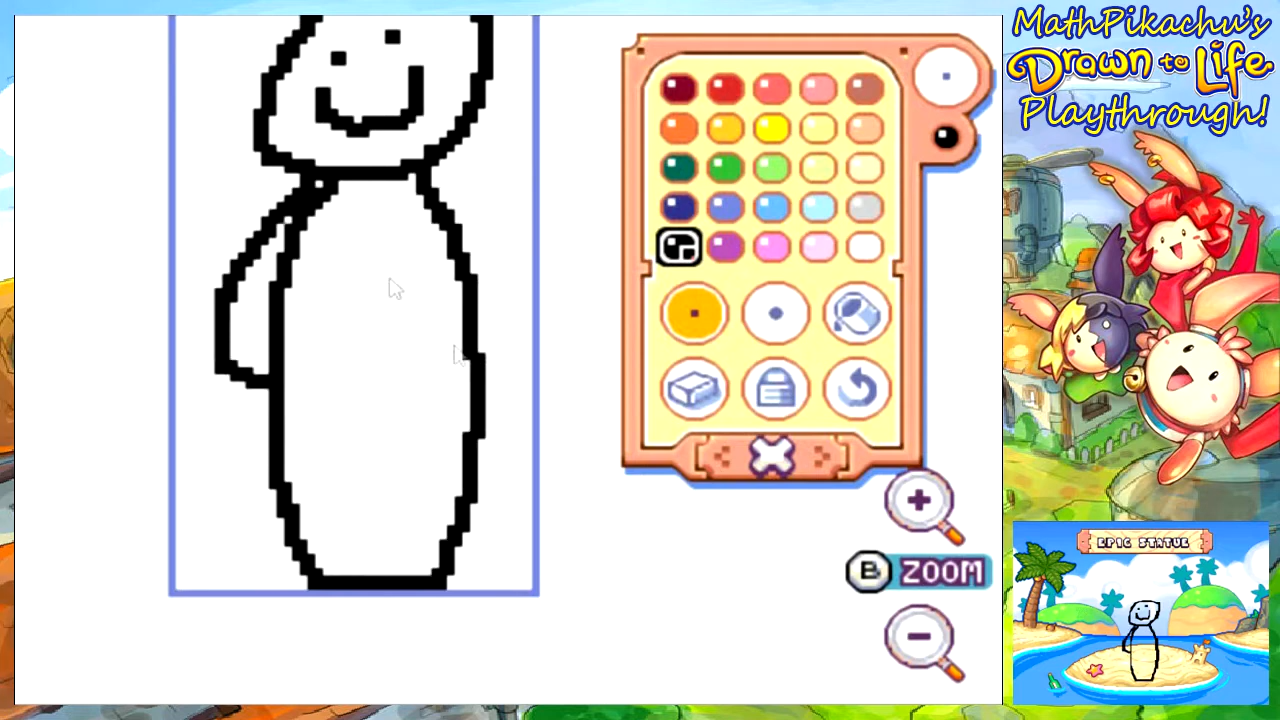 MathPikachu's
Drawn to Life
Playthrough!
B ZOOM
EPIC STATUE